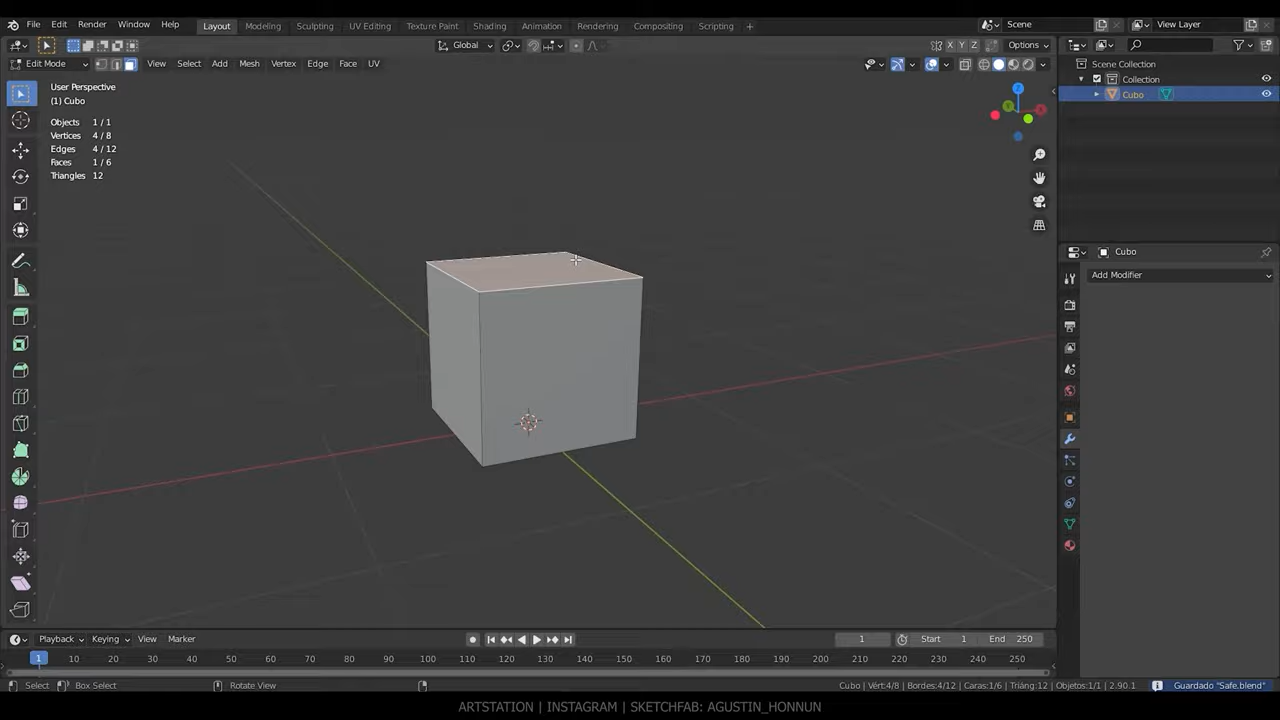 File Edit Render Window Help
Layout Modeling Sculpting UV Editing Texture Paint Shading Animation Rendering Compositing Scripting +
Scene
View Layer
Global
X Y Z
Options
Edit Mode
View Select Add Mesh Vertex Edge Face UV
User Perspective
(1) Cubo
Objects 1 / 1
Vertices 4 / 8
Edges 4 / 12
Faces 1 / 6
Triangles 12
Z
Scene Collection
Collection
Cubo
Cubo
Add Modifier
Playback Keying View Marker
1
Start 1
End 250
1 10 20 30 40 50 60 70 80 90 100 110 120 130 140 150 160 170 180 190 200 210 220 230 240 250
Select Box Select Rotate View
Cubo | Vért:4/8 | Bordes:4/12 | Caras:1/6 | Triáng:12 | Objetos:1/1 | 2.90.1
Guardado "Safe.blend"
ARTSTATION | INSTAGRAM | SKETCHFAB: AGUSTIN_HONNUN